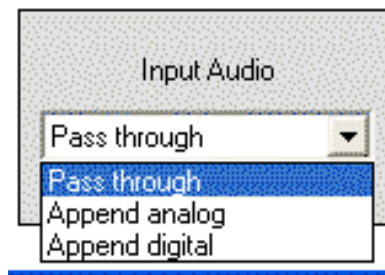 Input Audio
Pass through
Pass through
Append analog
Append digital